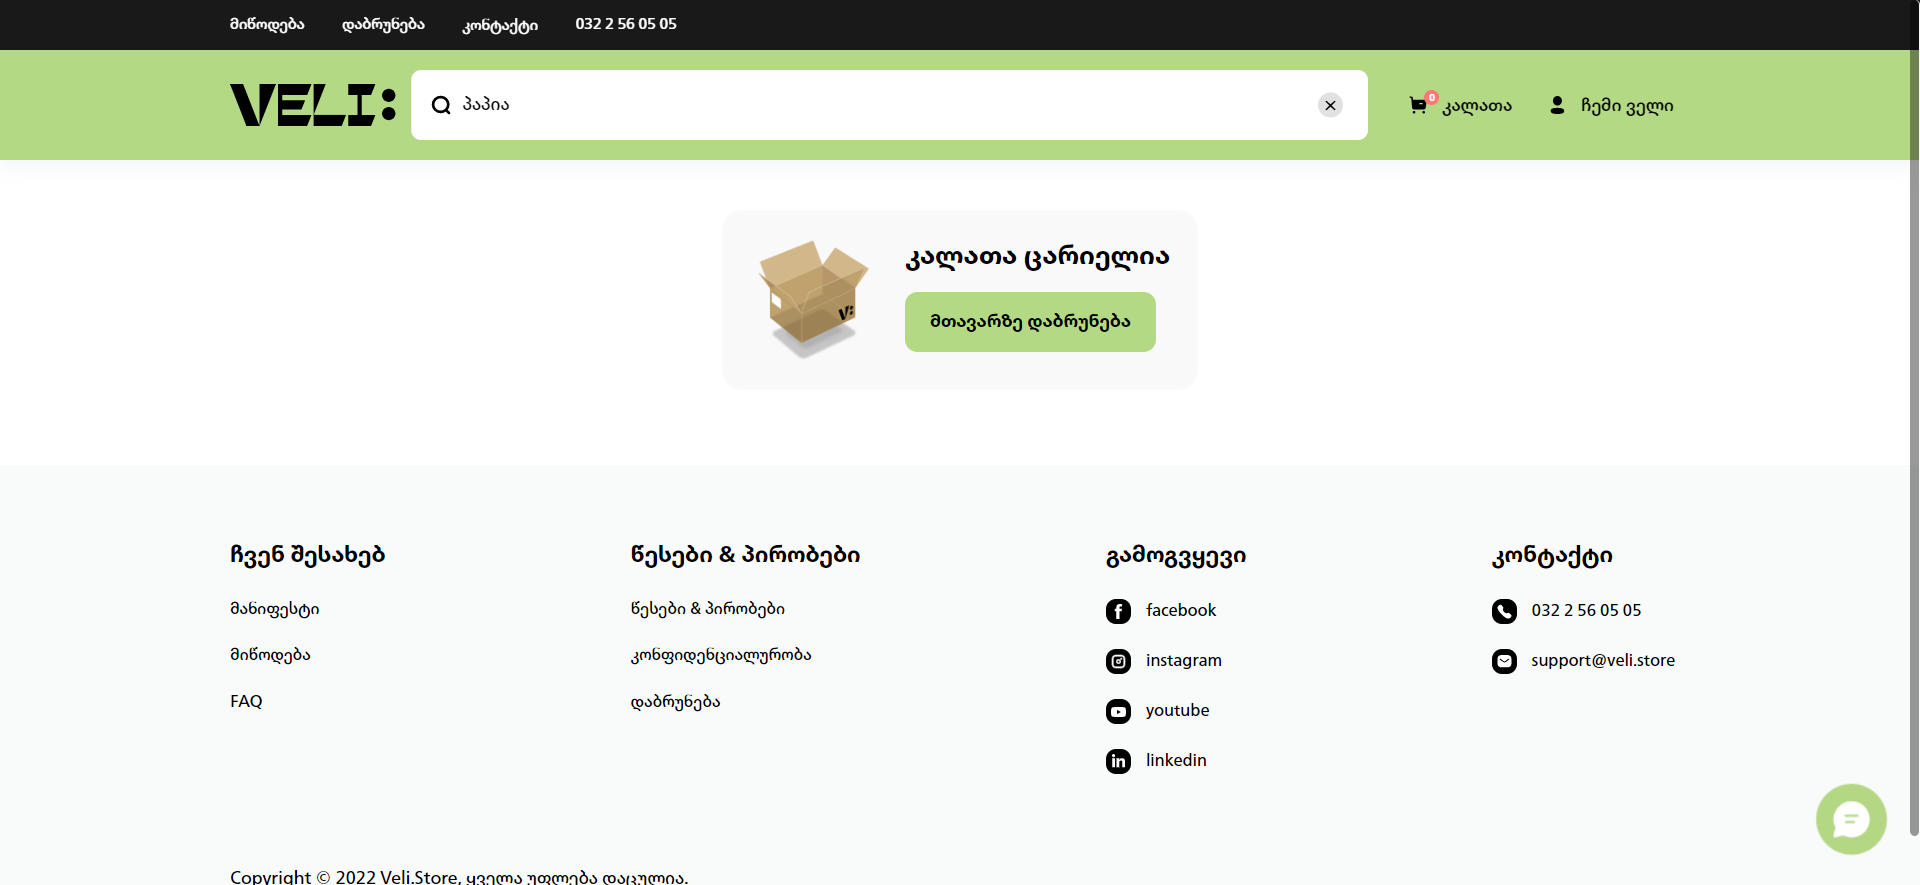 მიწოდება დაბრუნება კონტაქტი 032 2 56 05 05
VELI: პაპია 0 კალათა ჩემი ველი
კალათა ცარიელია
V:
მთავარზე დაბრუნება
ჩვენ შესახებ
მანიფესტი
მიწოდება
FAQ
წესები & პირობები
წესები & პირობები
კონფიდენციალურობა
დაბრუნება
გამოგვყევი
facebook
instagram
youtube
linkedin
კონტაქტი
032 2 56 05 05
support@veli.store
Copyright © 2022 Veli.Store, ყველა უფლება დაცულია.